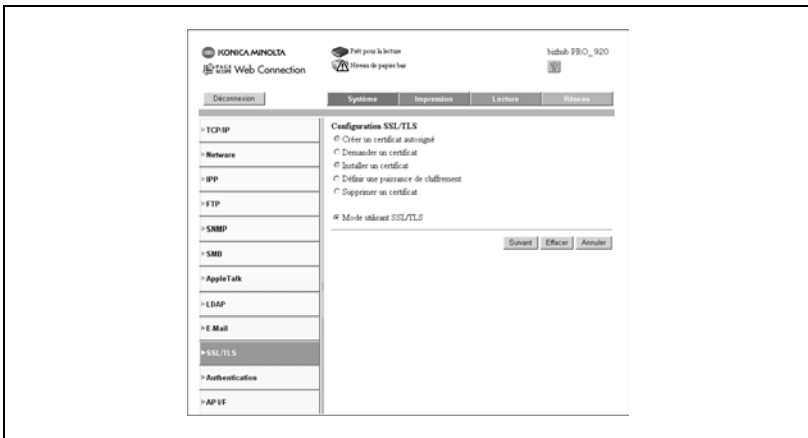 KONICA MINOLTA
PAGE SCOPE Web Connection
Prêt pour la lecture
Niveau de papier bas
bizhub PRO_920
Déconnexion
Système
Impression
Lecture
Réseau
TCP/IP
Netware
IPP
FTP
SNMP
SMB
AppleTalk
LDAP
E-Mail
SSL/TLS
Authentication
AP I/F
Configuration SSL/TLS
Créer un certificat autosigné
Demander un certificat
Installer un certificat
Définir une puissance de chiffrement
Supprimer un certificat
Mode utilisant SSL/TLS
Suivant
Effacer
Annuler